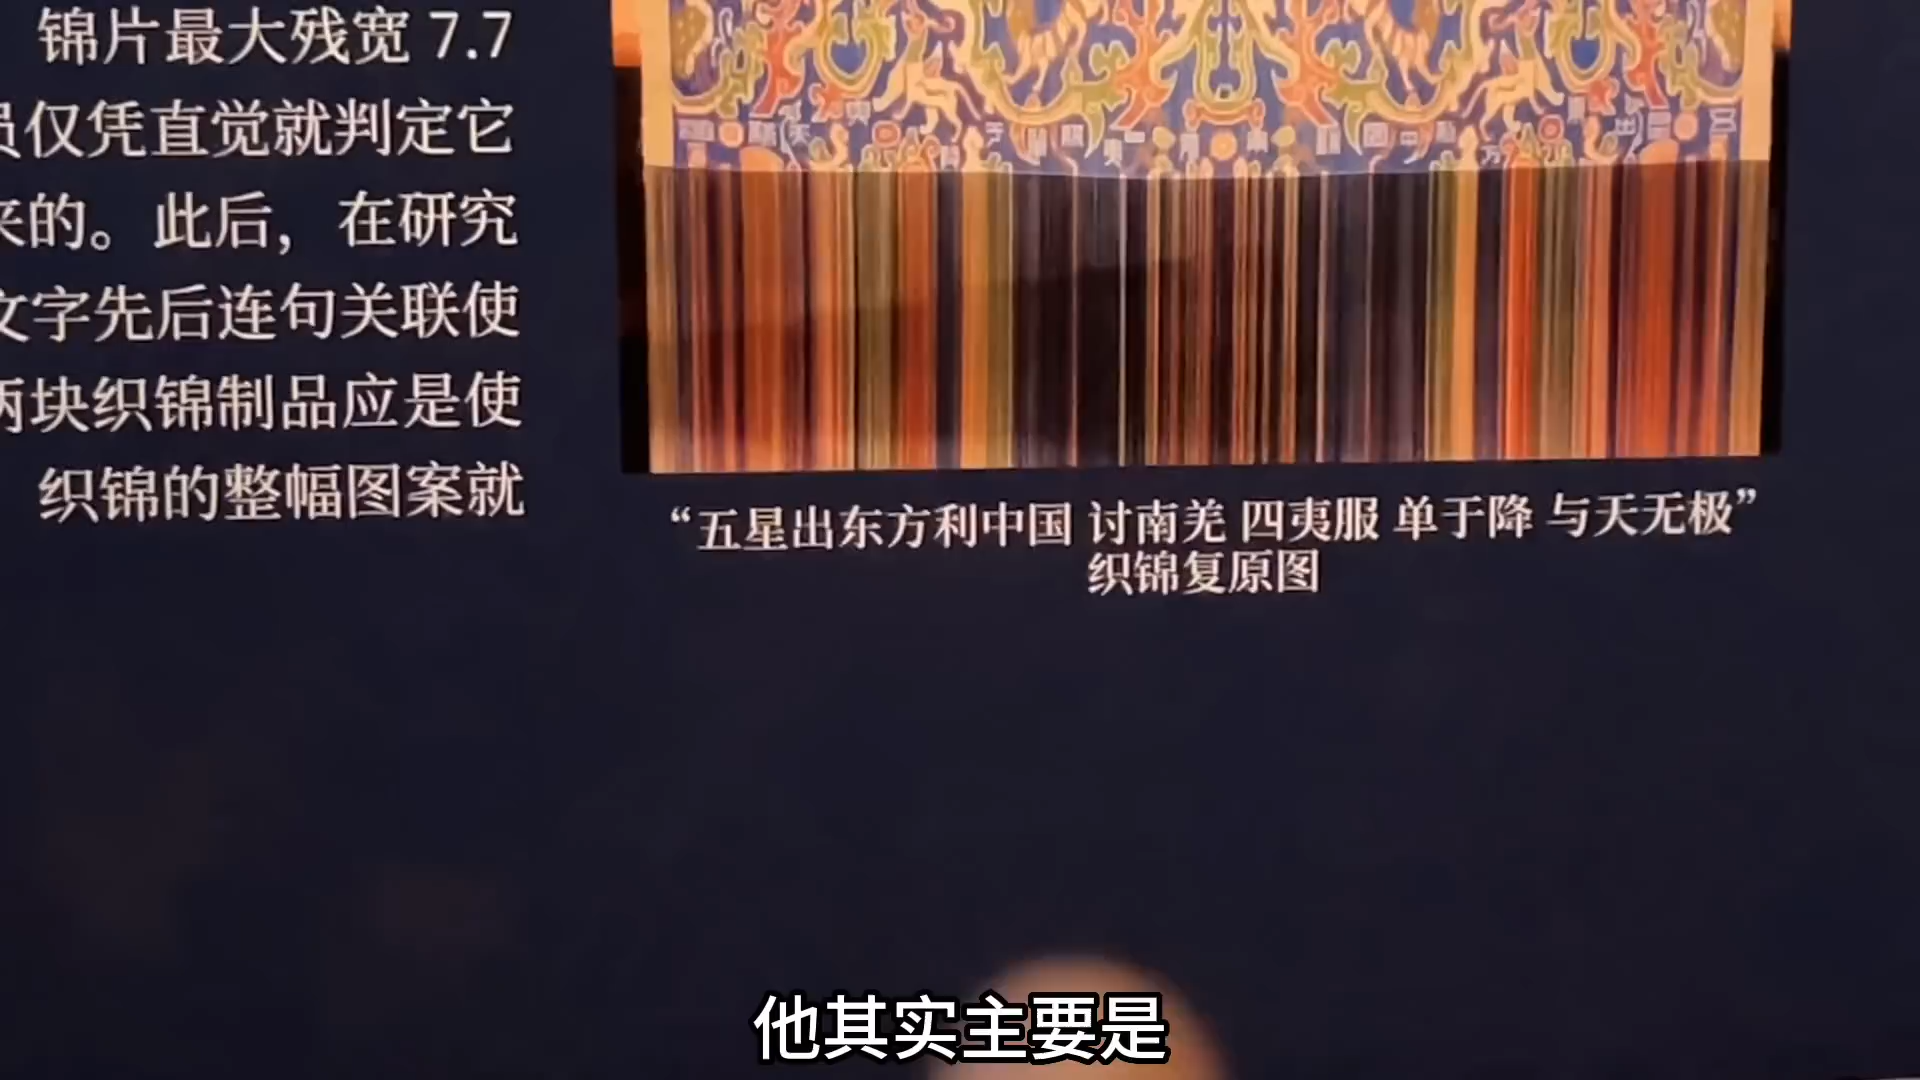 锦片最大残宽 7.7
员仅凭直觉就判定它
来的。此后，在研究
文字先后连句关联使
两块织锦制品应是使
织锦的整幅图案就
“五星出东方利中国 讨南羌 四夷服 单于降 与天无极”
织锦复原图
他其实主要是